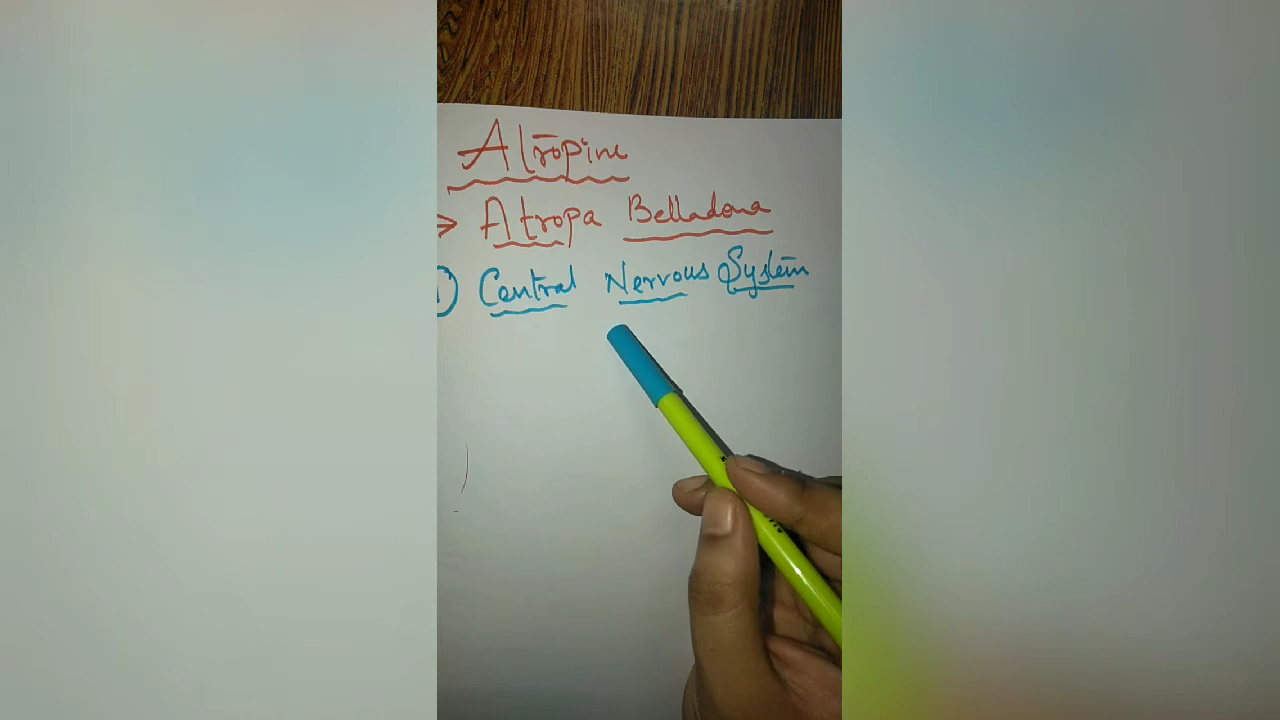 Atropine
→ Atropa Belladona
1) Central Nervous System